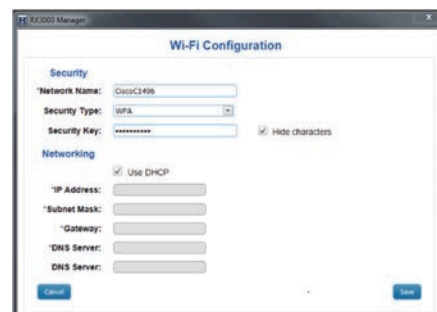 RX3000 Manager
Wi-Fi Configuration
Security
*Network Name: CiscoC1496
Security Type: WPA
Security Key: •••••••••• Hide characters
Networking
Use DHCP
*IP Address:
*Subnet Mask:
*Gateway:
*DNS Server:
DNS Server:
Cancel Save